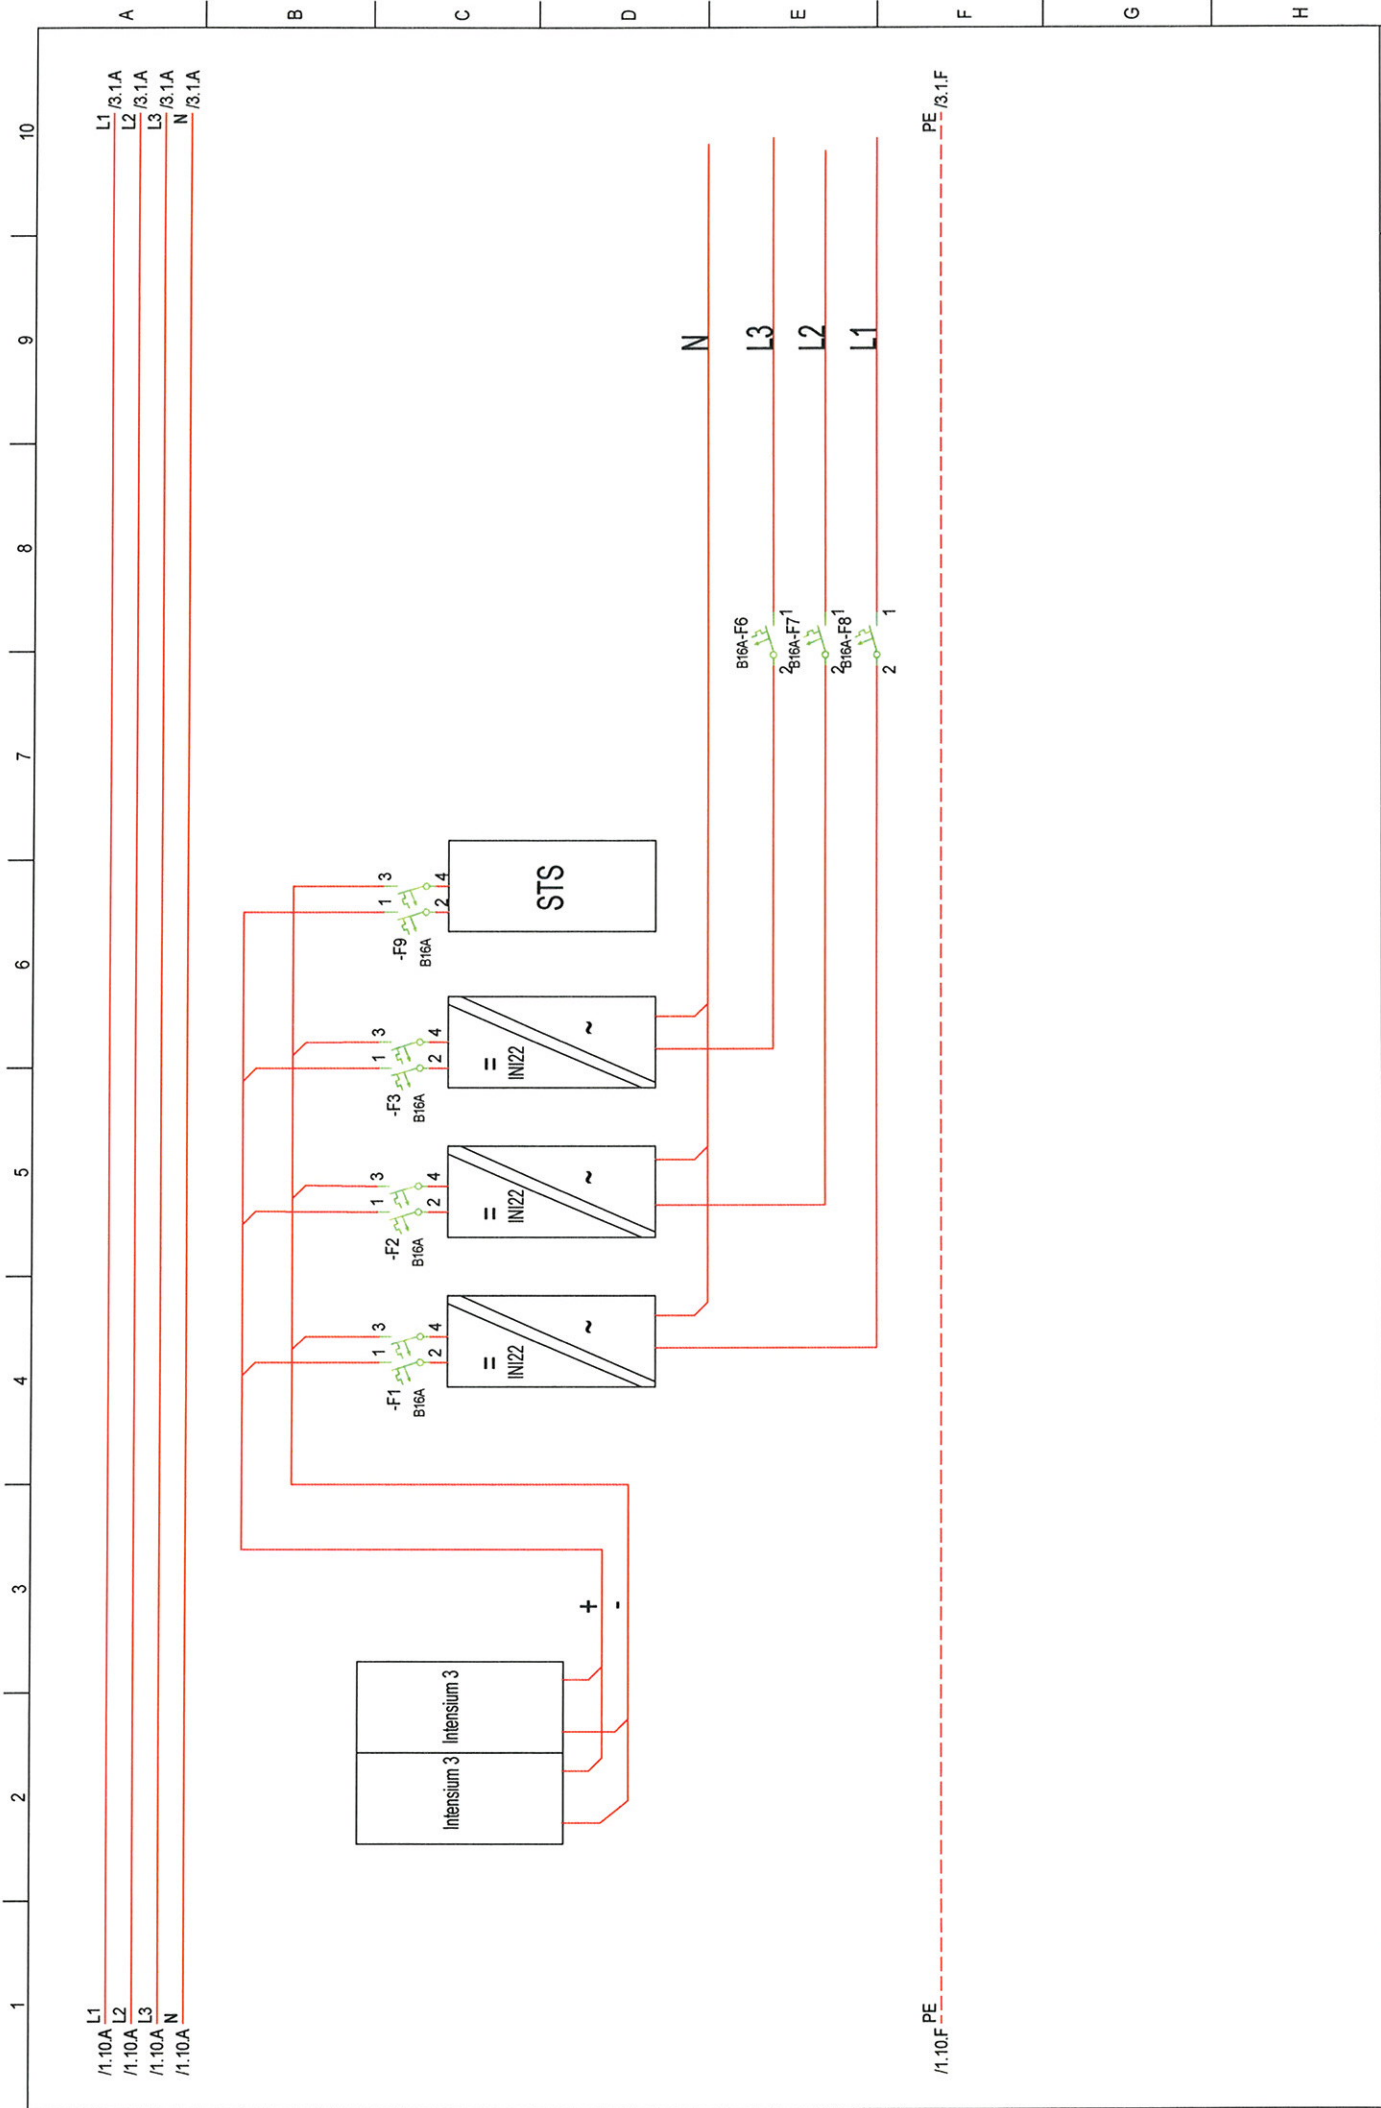 1 2 3 4 5 6 7 8 9 10
A
B
C
D
E
F
G
H
/1.10.A L1
/1.10.A L2
/1.10.A L3
/1.10.A N
L1 /3.1.A
L2 /3.1.A
L3 /3.1.A
N /3.1.A
Intensium 3 Intensium 3
+
-
-F1
B16A
1 3
2 4
=
INI22
~
-F2
B16A
1 3
2 4
=
INI22
~
-F3
B16A
1 3
2 4
=
INI22
~
-F9
B16A
1 3
2 4
STS
N
B16A-F6
2 1
L3
B16A-F7
2 1
L2
B16A-F8
2 1
L1
/1.10.F PE
PE /3.1.F